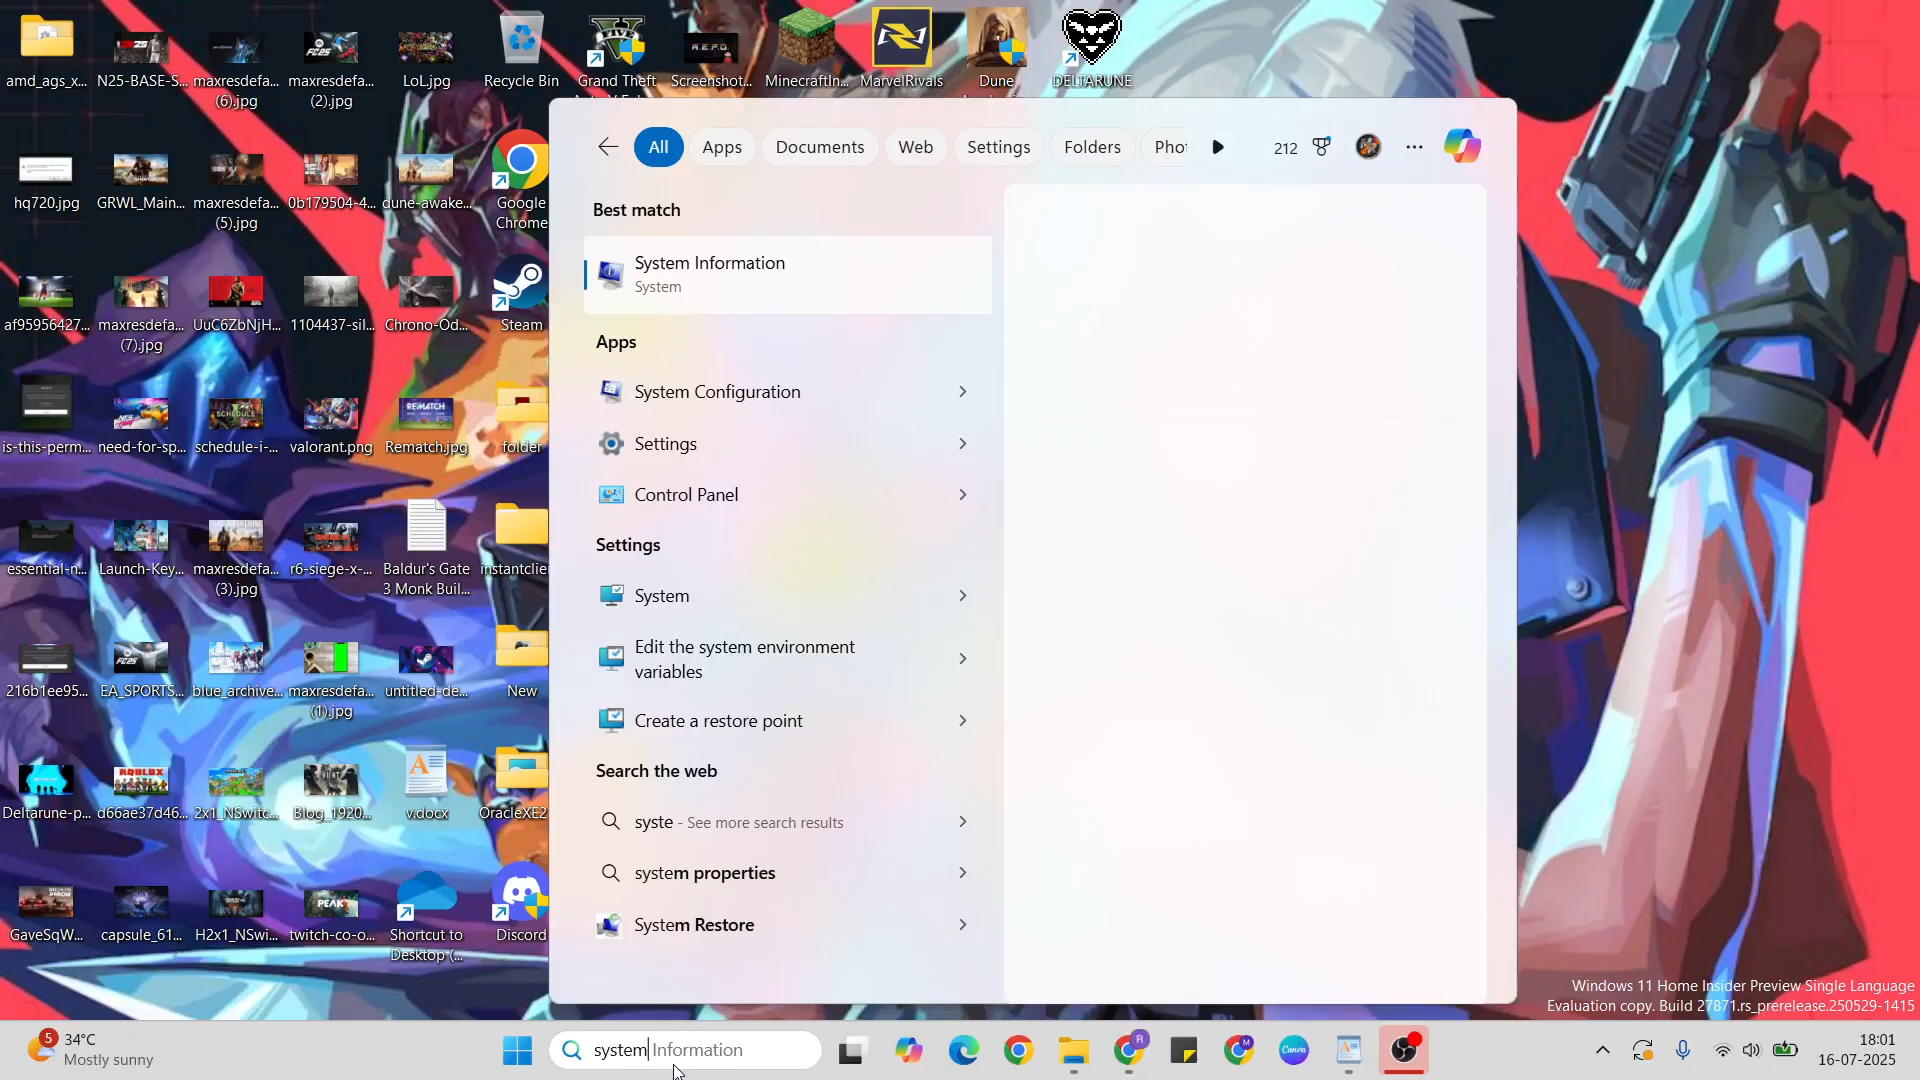 amd_ags_x...
N25-BASE-S...
maxresdefa... (6).jpg
maxresdefa... (2).jpg
LoL.jpg
Recycle Bin
Grand Theft
Screenshot...
MinecraftIn...
MarvelRivals
Dune
DELTARUNE
hq720.jpg
GRWL_Main...
maxresdefa... (5).jpg
0b179504-4...
dune-awake...
Google Chrome
af95956427...
maxresdefa... (7).jpg
UuC6ZbNjH...
1104437-sil...
Chrono-Od...
Steam
is-this-perm...
need-for-sp...
schedule-i-...
valorant.png
Rematch.jpg
folder
essential-n...
Launch-Key...
maxresdefa... (3).jpg
r6-siege-x-...
Baldur's Gate
3 Monk Buil...
instantclie
216b1ee95...
EA_SPORTS...
blue_archive...
maxresdefa... (1).jpg
untitled-de...
New
Deltarune-p...
d66ae37d46...
2x1_NSwitc...
Blog_1920...
v.docx
OracleXE2
GaveSqW...
capsule_61...
H2x1_NSwi...
twitch-co-o...
Shortcut to
Desktop (...
Discord
All
Apps
Documents
Web
Settings
Folders
Phot
212
Best match
System Information
System
Apps
System Configuration
Settings
Control Panel
Settings
System
Edit the system environment
variables
Create a restore point
Search the web
syste - See more search results
system properties
System Restore
Windows 11 Home Insider Preview Single Language
Evaluation copy. Build 27871.rs_prerelease.250529-1415
5
34°C
Mostly sunny
system Information
R
M
Canva
18:01
16-07-2025